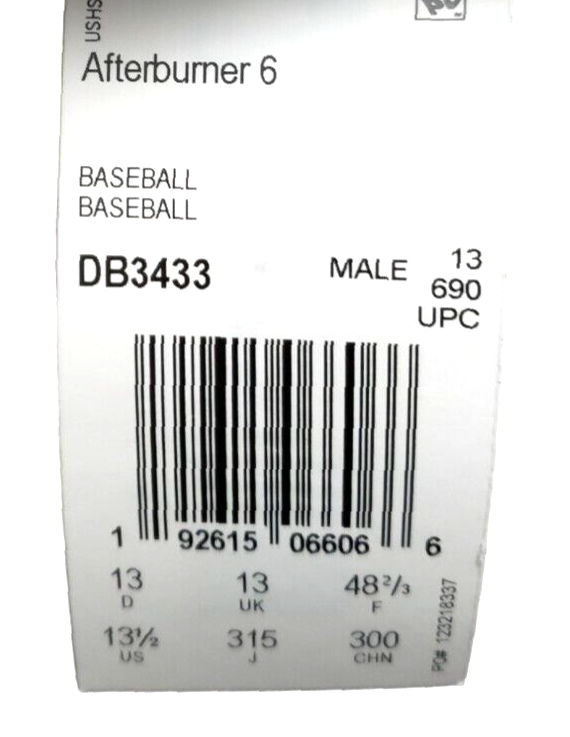 USHS
Afterburner 6
BASEBALL
BASEBALL
DB3433
MALE
13
690
UPC
1 92615 06606 6
13 13 48²/₃
D UK F
13½ 315 300
US J CHN
PO# 123218337